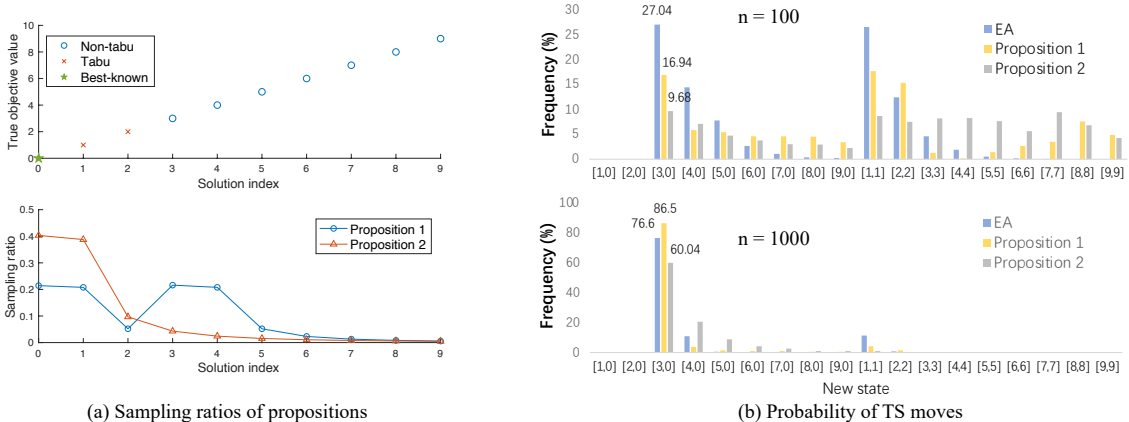 True objective value
10
8
6
4
2
0
Non-tabu
Tabu
Best-known
0 1 2 3 4 5 6 7 8 9
Solution index
Sampling ratio
0.5
0.4
0.3
0.2
0.1
0
Proposition 1
Proposition 2
0 1 2 3 4 5 6 7 8 9
Solution index
(a) Sampling ratios of propositions
Frequency (%)
30
25
20
15
10
5
0
n = 100
27.04
16.94
9.68
EA
Proposition 1
Proposition 2
[1,0] [2,0] [3,0] [4,0] [5,0] [6,0] [7,0] [8,0] [9,0] [1,1] [2,2] [3,3] [4,4] [5,5] [6,6] [7,7] [8,8] [9,9]
Frequency (%)
100
80
60
40
20
0
n = 1000
86.5
76.6
60.04
EA
Proposition 1
Proposition 2
[1,0] [2,0] [3,0] [4,0] [5,0] [6,0] [7,0] [8,0] [9,0] [1,1] [2,2] [3,3] [4,4] [5,5] [6,6] [7,7] [8,8] [9,9]
New state
(b) Probability of TS moves